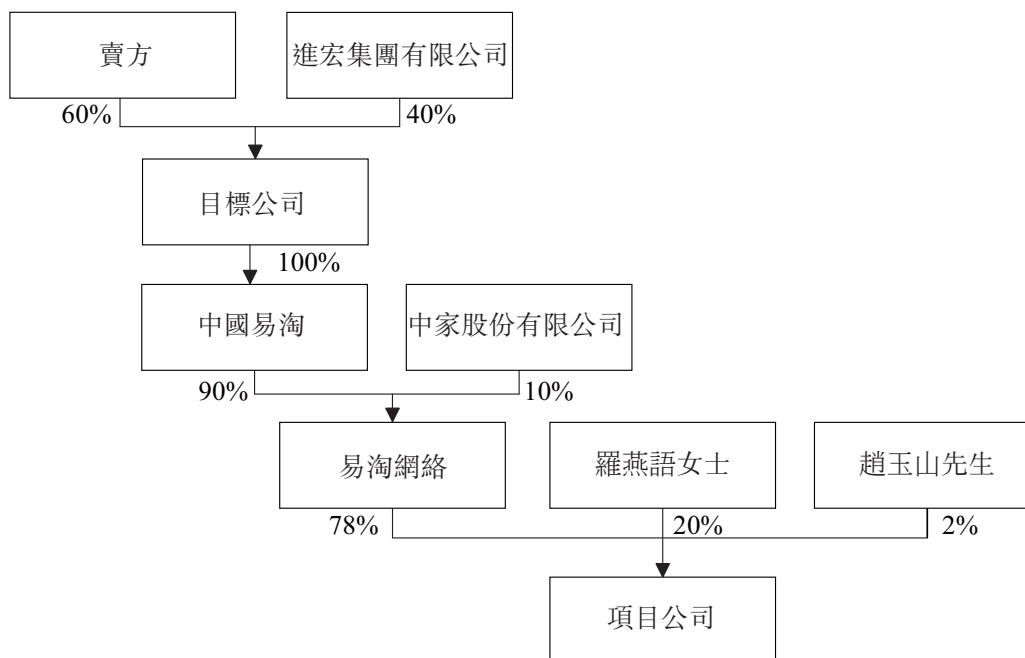 賣方
進宏集團有限公司
60%
40%
目標公司
100%
中國易淘
中家股份有限公司
90%
10%
易淘網絡
羅燕語女士
趙玉山先生
78%
20%
2%
項目公司